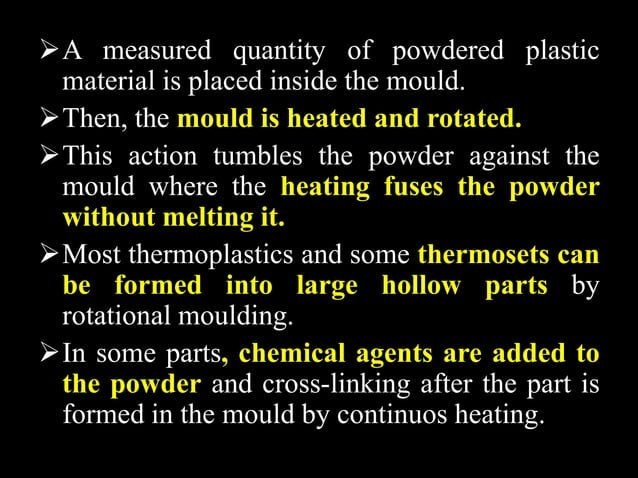 ➢A measured quantity of powdered plastic
material is placed inside the mould.
➢Then, the mould is heated and rotated.
➢This action tumbles the powder against the
mould where the heating fuses the powder
without melting it.
➢Most thermoplastics and some thermosets can
be formed into large hollow parts by
rotational moulding.
➢In some parts, chemical agents are added to
the powder and cross-linking after the part is
formed in the mould by continuos heating.